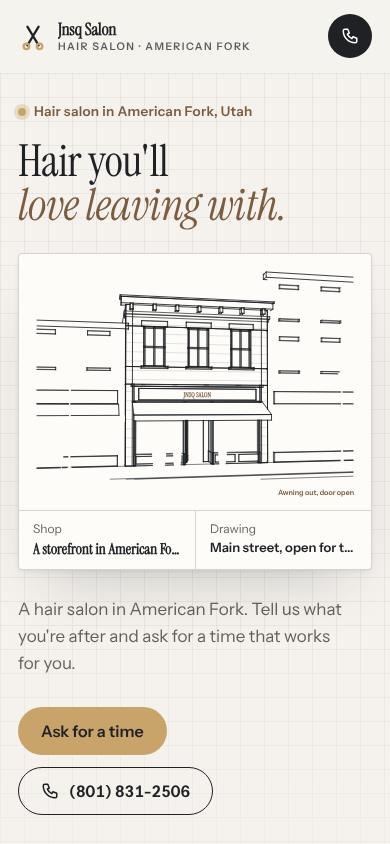 Jnsq Salon
HAIR SALON · AMERICAN FORK
Hair salon in American Fork, Utah
Hair you'll
love leaving with.
JNSQ SALON
Awning out, door open
Shop
A storefront in American Fo...
Drawing
Main street, open for t...
A hair salon in American Fork. Tell us what
you're after and ask for a time that works
for you.
Ask for a time
(801) 831-2506